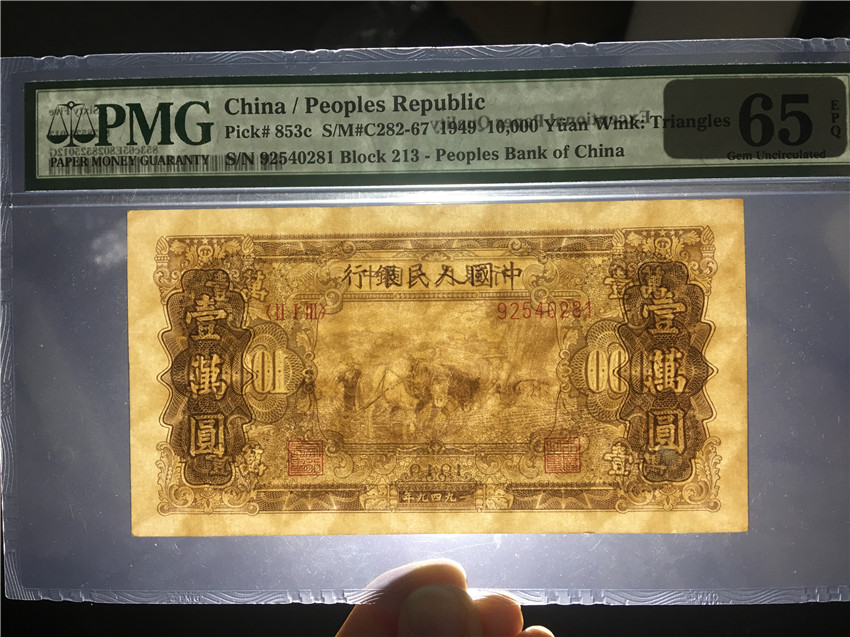 PMG
PAPER MONEY GUARANTY
China / Peoples Republic
Pick# 853c S/M#C282-67 1949 10,000 Yuan Wmk: Triangles
S/N 92540281 Block 213 - Peoples Bank of China
65
EPQ
Gem Uncirculated
行銀民人國中
92540281
壹萬圓
壹萬圓
年九四九一
PMG